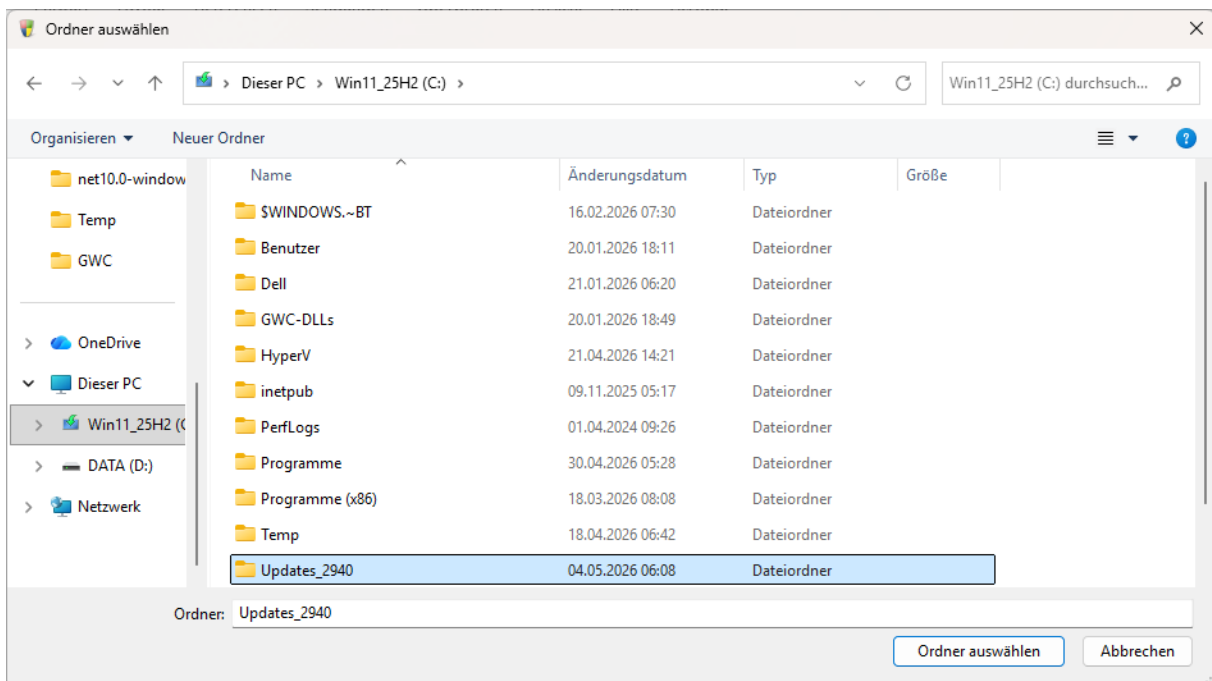 Ordner auswählen
Dieser PC > Win11_25H2 (C:) >
Win11_25H2 (C:) durchsuch...
Organisieren
Neuer Ordner
net10.0-window
Temp
GWC
OneDrive
Dieser PC
Win11_25H2 (C
DATA (D:)
Netzwerk
Name Änderungsdatum Typ Größe
$WINDOWS.~BT 16.02.2026 07:30 Dateiordner
Benutzer 20.01.2026 18:11 Dateiordner
Dell 21.01.2026 06:20 Dateiordner
GWC-DLLs 20.01.2026 18:49 Dateiordner
HyperV 21.04.2026 14:21 Dateiordner
inetpub 09.11.2025 05:17 Dateiordner
PerfLogs 01.04.2024 09:26 Dateiordner
Programme 30.04.2026 05:28 Dateiordner
Programme (x86) 18.03.2026 08:08 Dateiordner
Temp 18.04.2026 06:42 Dateiordner
Updates_2940 04.05.2026 06:08 Dateiordner
Ordner: Updates_2940
Ordner auswählen
Abbrechen